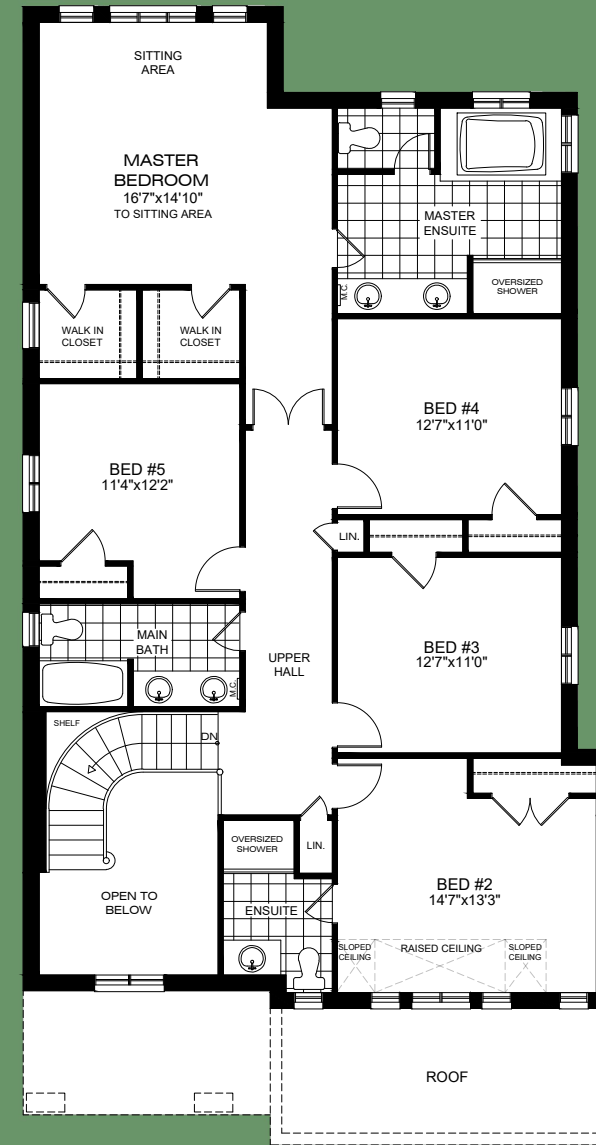 SITTING
AREA
MASTER
BEDROOM
16'7"x14'10"
TO SITTING AREA
MASTER
ENSUITE
M.C.
OVERSIZED
SHOWER
WALK IN
CLOSET
WALK IN
CLOSET
BED #4
12'7"x11'0"
BED #5
11'4"x12'2"
LIN.
MAIN
BATH
M.C.
UPPER
HALL
BED #3
12'7"x11'0"
SHELF
DN
OVERSIZED
SHOWER
LIN.
OPEN TO
BELOW
ENSUITE
BED #2
14'7"x13'3"
SLOPED
CEILING
RAISED CEILING
SLOPED
CEILING
ROOF